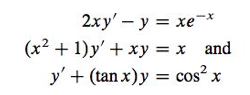 2xy′ − y = xe⁻ˣ
(x² + 1)y′ + xy = x and
y′ + (tan x)y = cos² x